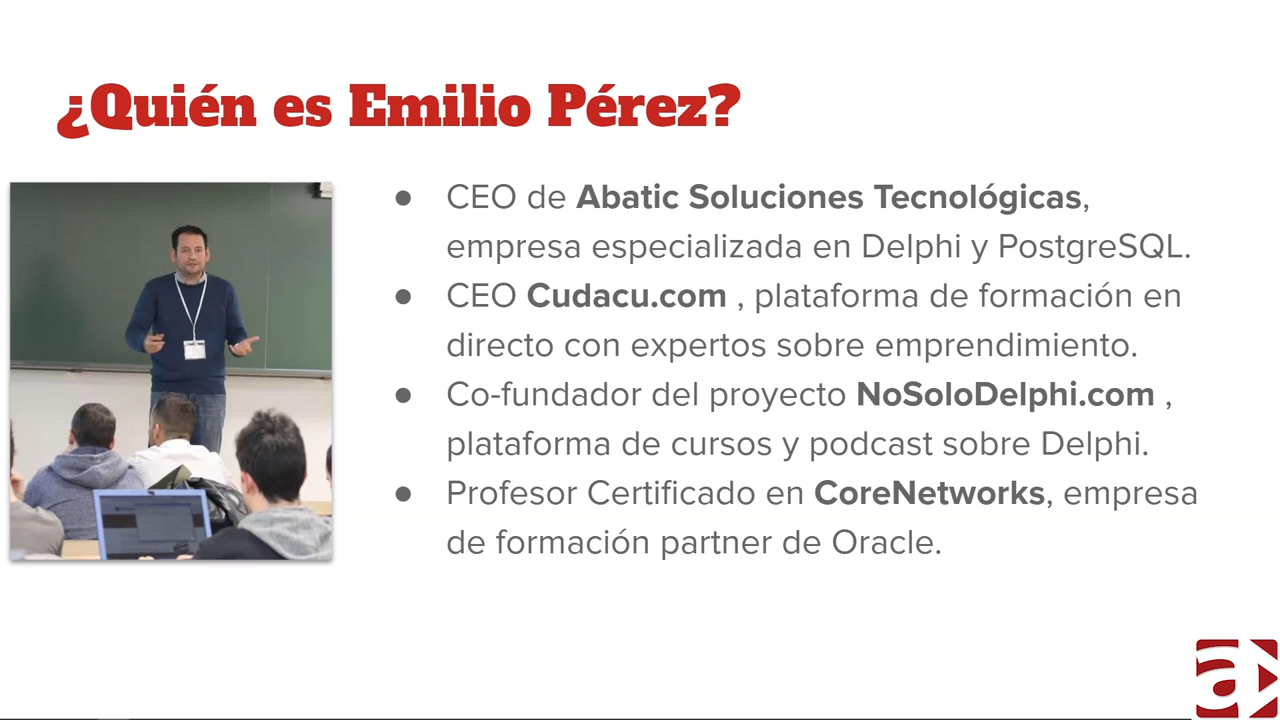 ¿Quién es Emilio Pérez?
● CEO de Abatic Soluciones Tecnológicas,
empresa especializada en Delphi y PostgreSQL.
● CEO Cudacu.com , plataforma de formación en
directo con expertos sobre emprendimiento.
● Co-fundador del proyecto NoSoloDelphi.com ,
plataforma de cursos y podcast sobre Delphi.
● Profesor Certificado en CoreNetworks, empresa
de formación partner de Oracle.
a